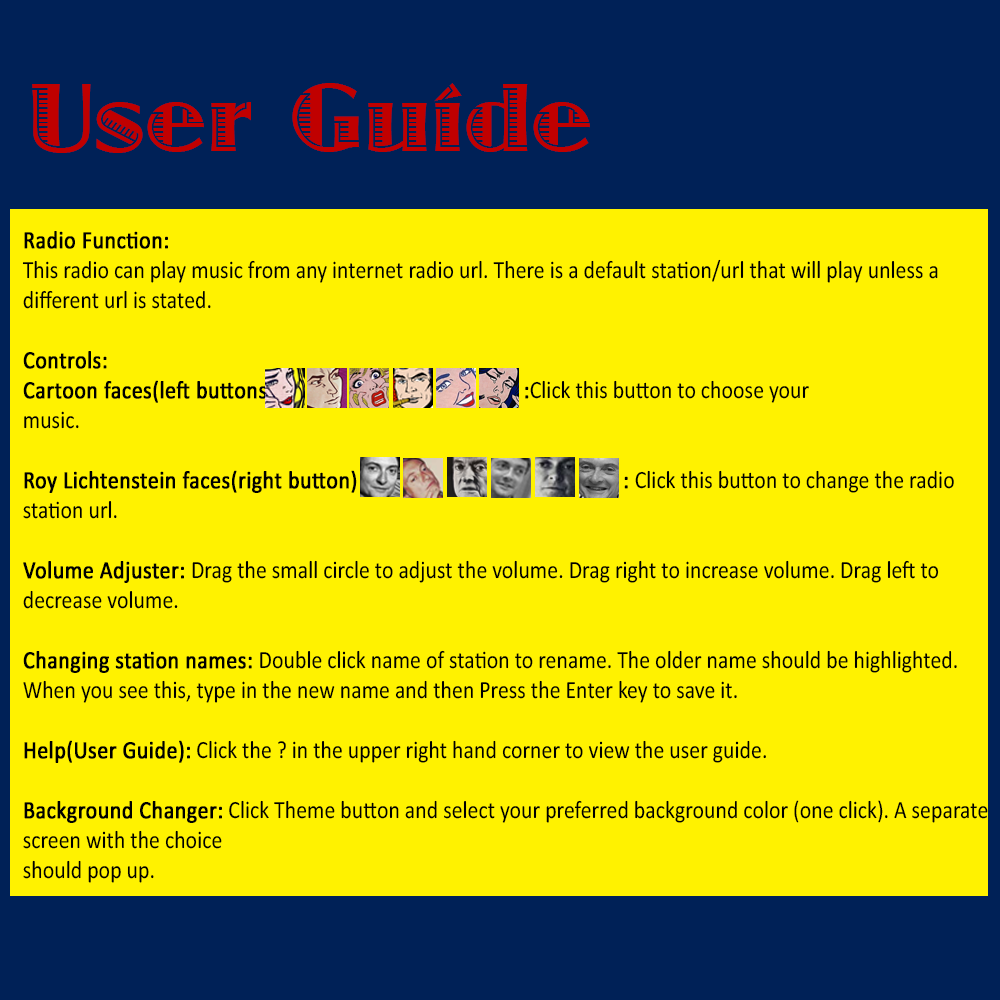 User Guíde
Radio Function:
This radio can play music from any internet radio url. There is a default station/url that will play unless a
different url is stated.
Controls:
Cartoon faces(left buttons :Click this button to choose your
music.
Roy Lichtenstein faces(right button) : Click this button to change the radio
station url.
Volume Adjuster: Drag the small circle to adjust the volume. Drag right to increase volume. Drag left to
decrease volume.
Changing station names: Double click name of station to rename. The older name should be highlighted.
When you see this, type in the new name and then Press the Enter key to save it.
Help(User Guide): Click the ? in the upper right hand corner to view the user guide.
Background Changer: Click Theme button and select your preferred background color (one click). A separate
screen with the choice
should pop up.